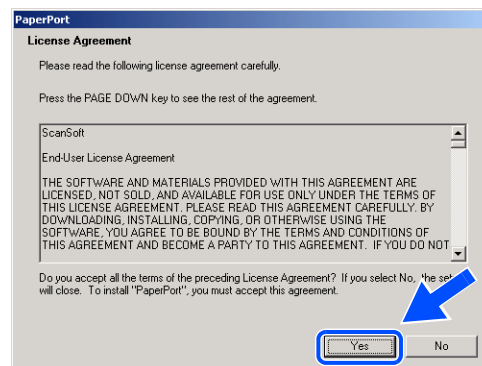 PaperPort
License Agreement
Please read the following license agreement carefully.
Press the PAGE DOWN key to see the rest of the agreement.
ScanSoft
End-User License Agreement
THE SOFTWARE AND MATERIALS PROVIDED WITH THIS AGREEMENT ARE
LICENSED, NOT SOLD, AND AVAILABLE FOR USE ONLY UNDER THE TERMS OF
THIS LICENSE AGREEMENT. PLEASE READ THIS AGREEMENT CAREFULLY. BY
DOWNLOADING, INSTALLING, COPYING, OR OTHERWISE USING THE
SOFTWARE, YOU AGREE TO BE BOUND BY THE TERMS AND CONDITIONS OF
THIS AGREEMENT AND BECOME A PARTY TO THIS AGREEMENT. IF YOU DO NOT
Do you accept all the terms of the preceding License Agreement? If you select No, the
will close. To install "PaperPort", you must accept this agreement.
Yes No